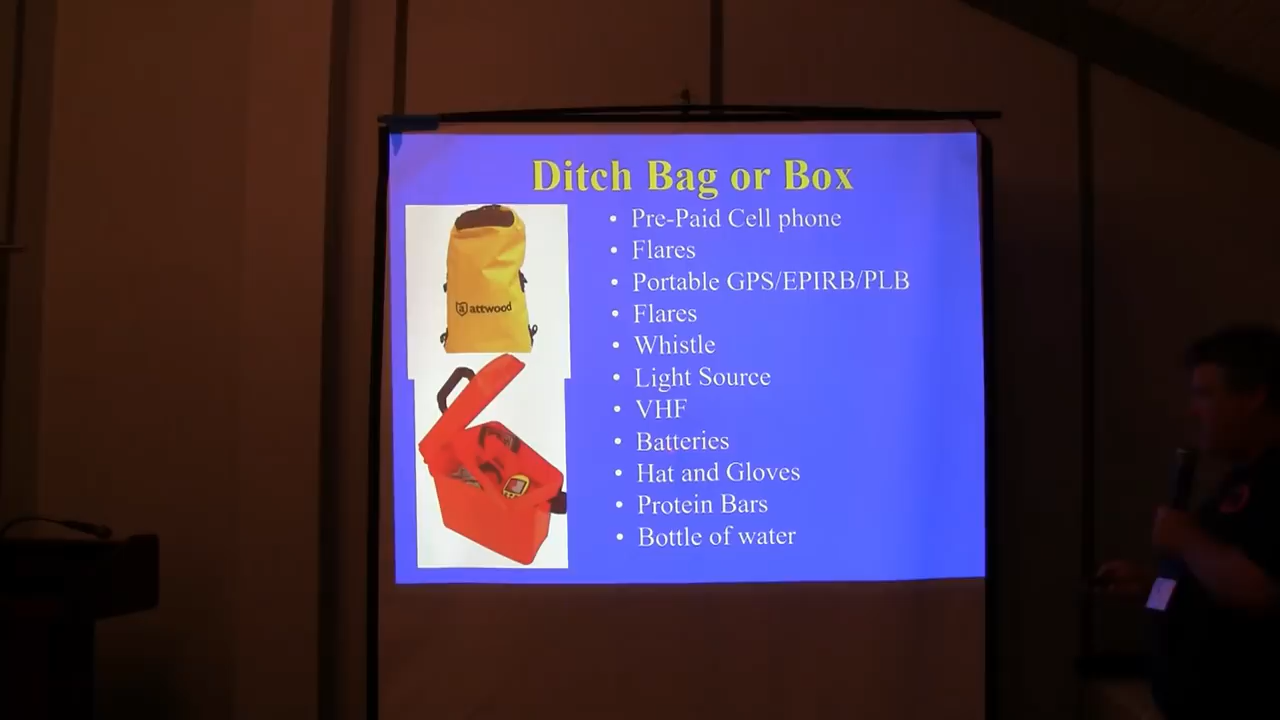 Ditch Bag or Box
• Pre-Paid Cell phone
• Flares
• Portable GPS/EPIRB/PLB
• Flares
• Whistle
• Light Source
• VHF
• Batteries
• Hat and Gloves
• Protein Bars
• Bottle of water
attwood